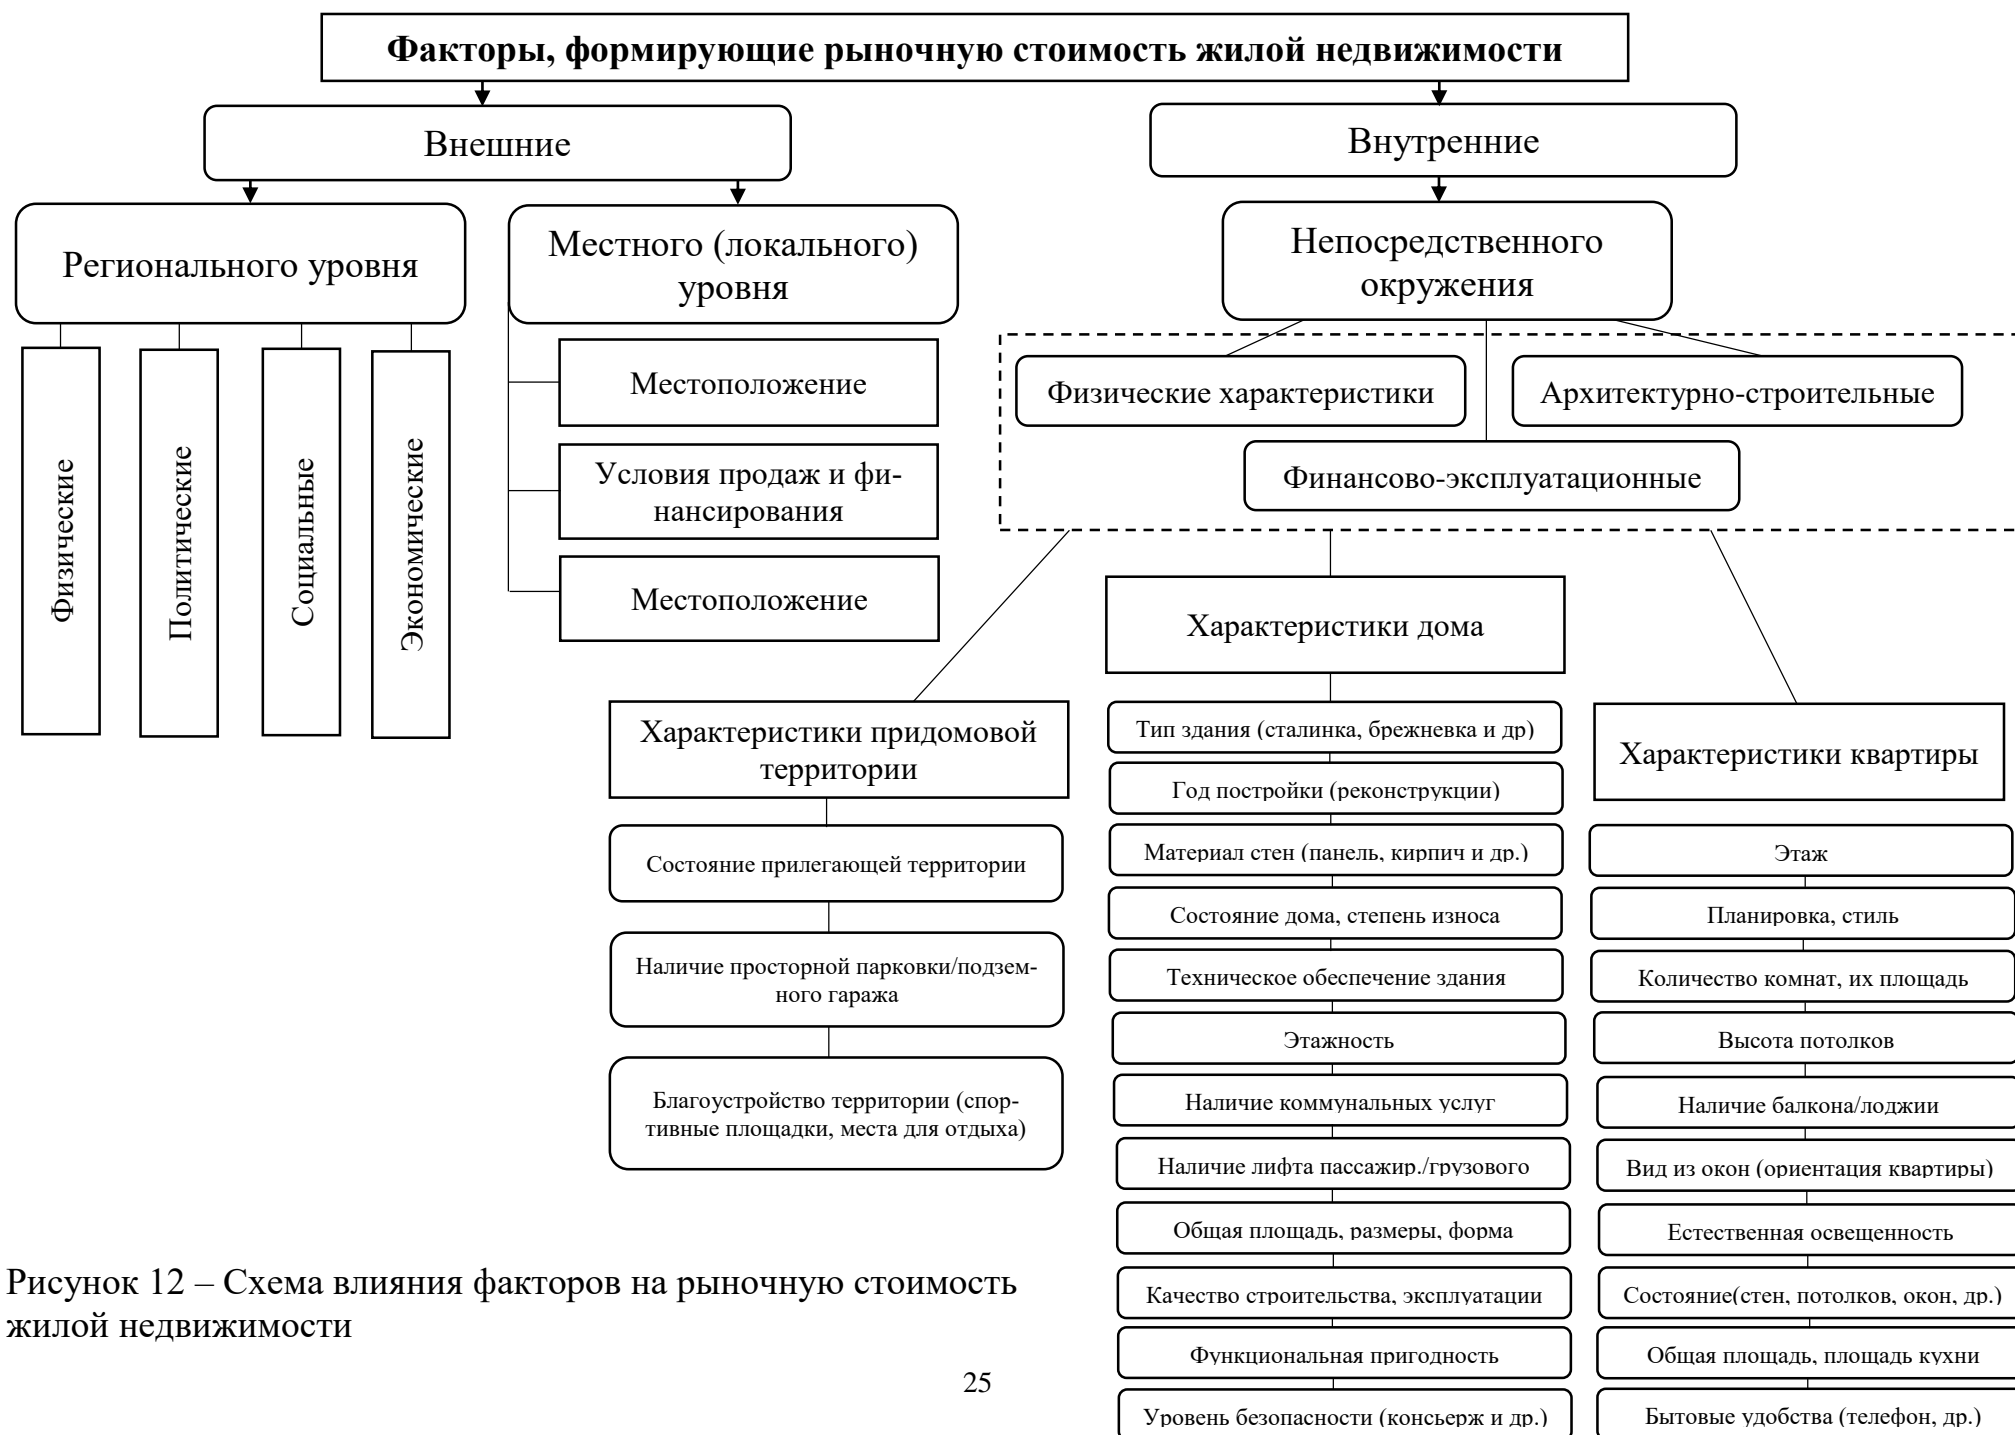 Факторы, формирующие рыночную стоимость жилой недвижимости
Внешние
Внутренние
Регионального уровня
Местного (локального)
уровня
Непосредственного
окружения
Физические
Политические
Социальные
Экономические
Местоположение
Условия продаж и фи-
нансирования
Местоположение
Физические характеристики
Архитектурно-строительные
Финансово-эксплуатационные
Характеристики придомовой
территории
Состояние прилегающей территории
Наличие просторной парковки/подзем-
ного гаража
Благоустройство территории (спор-
тивные площадки, места для отдыха)
Характеристики дома
Тип здания (сталинка, брежневка и др)
Год постройки (реконструкции)
Материал стен (панель, кирпич и др.)
Состояние дома, степень износа
Техническое обеспечение здания
Этажность
Наличие коммунальных услуг
Наличие лифта пассажир./грузового
Общая площадь, размеры, форма
Качество строительства, эксплуатации
Функциональная пригодность
Уровень безопасности (консьерж и др.)
Характеристики квартиры
Этаж
Планировка, стиль
Количество комнат, их площадь
Высота потолков
Наличие балкона/лоджии
Вид из окон (ориентация квартиры)
Естественная освещенность
Состояние(стен, потолков, окон, др.)
Общая площадь, площадь кухни
Бытовые удобства (телефон, др.)
Рисунок 12 – Схема влияния факторов на рыночную стоимость
жилой недвижимости
25